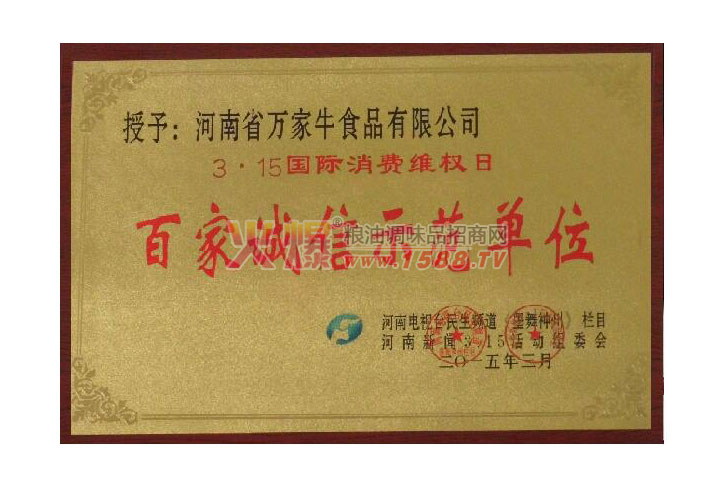 授予：河南省万家牛食品有限公司
3·15国际消费维权日
百家诚信示范单位
火爆
粮油调味品招商网
www.1588.TV
河南电视台民生频道《墨舞神州》栏目
河南新闻3·15活动组委会
二〇一五年三月